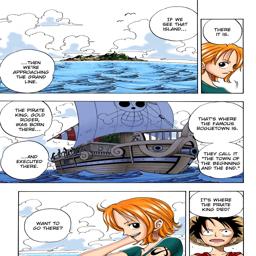 THERE
IT IS.
IF WE
SEE THAT
ISLAND...
...THEN
WE'RE
APPROACHING
THE GRAND
LINE.
THAT'S WHERE
THE FAMOUS
ROGUETOWN IS.
THE PIRATE
KING, GOLD
ROGER,
WAS BORN
THERE...
THEY CALL IT
"THE TOWN OF
THE BEGINNING
AND THE END."
...AND
EXECUTED
THERE.
IT'S WHERE
THE PIRATE
KING DIED?
WANT TO
GO THERE?